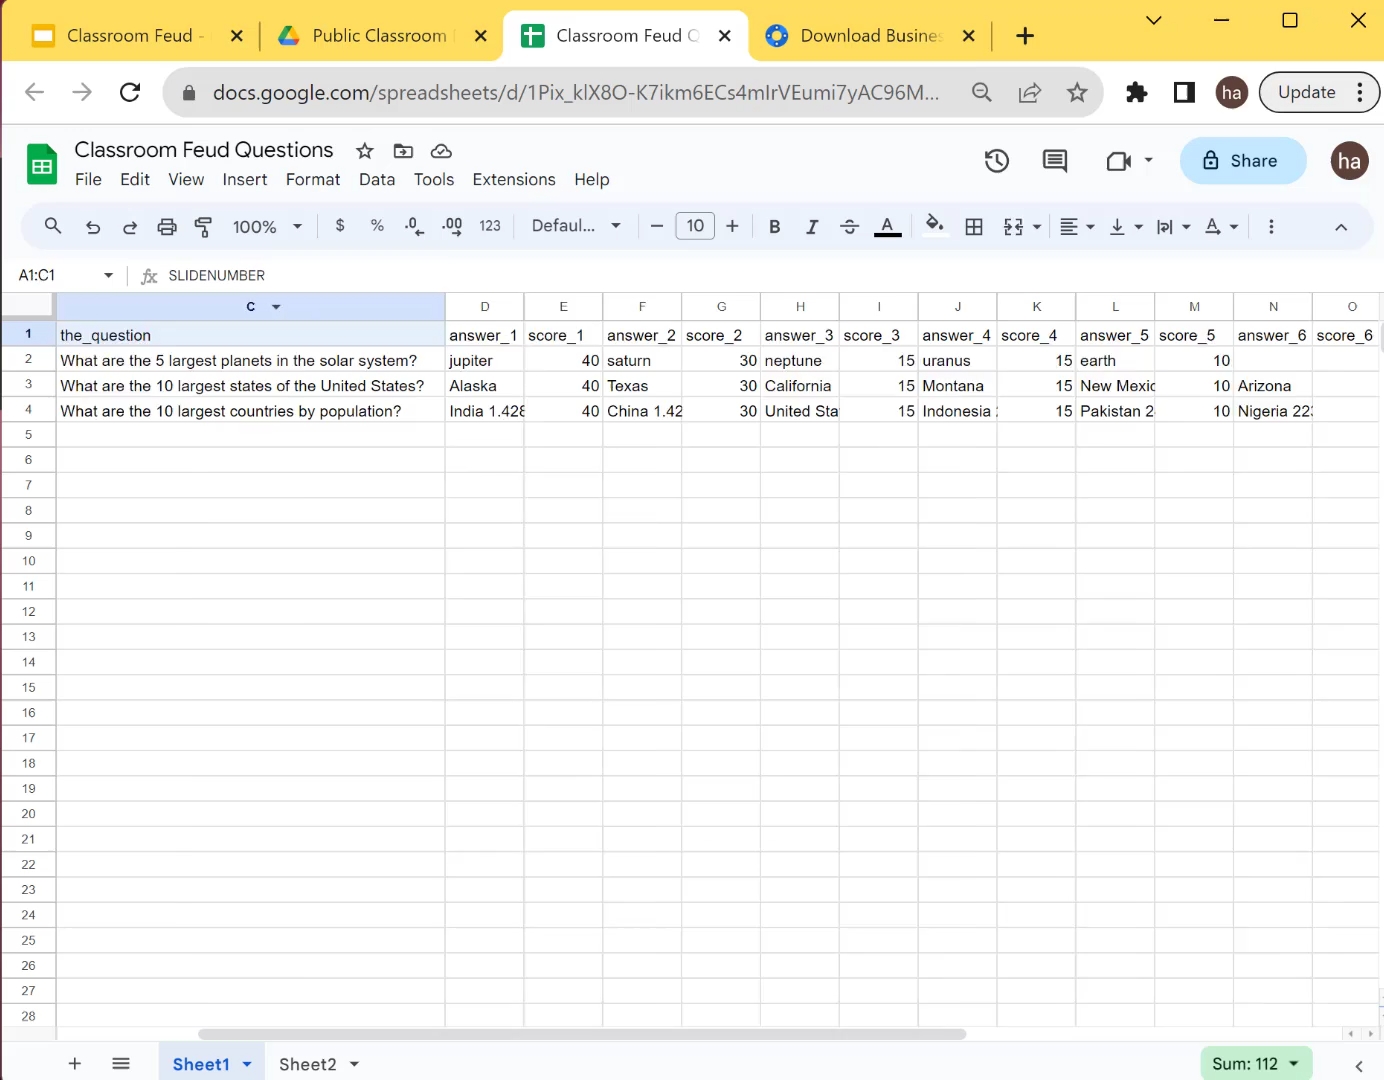 Classroom Feud -
Public Classroom
Classroom Feud Q
Download Busines
docs.google.com/spreadsheets/d/1Pix_klX8O-K7ikm6ECs4mIrVEumi7yAC96M...
ha
Update
Classroom Feud Questions
File Edit View Insert Format Data Tools Extensions Help
Share
ha
100% $ % .0 .00 123 Defaul... 10 B I A
A1:C1 fx SLIDENUMBER
C D E F G H I J K L M N O
1 the_question answer_1 score_1 answer_2 score_2 answer_3 score_3 answer_4 score_4 answer_5 score_5 answer_6 score_6
2 What are the 5 largest planets in the solar system? jupiter 40 saturn 30 neptune 15 uranus 15 earth 10
3 What are the 10 largest states of the United States? Alaska 40 Texas 30 California 15 Montana 15 New Mexic 10 Arizona
4 What are the 10 largest countries by population? India 1.428 40 China 1.42 30 United Sta 15 Indonesia 15 Pakistan 2 10 Nigeria 22
5
6
7
8
9
10
11
12
13
14
15
16
17
18
19
20
21
22
23
24
25
26
27
28
Sheet1
Sheet2
Sum: 112